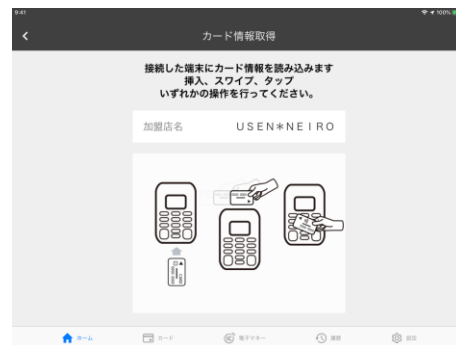 9:41
100%
カード情報取得
接続した端末にカード情報を読み込みます
挿入、スワイプ、タップ
いずれかの操作を行ってください。
加盟店名 ＵＳＥＮ＊ＮＥＩＲＯ
ホーム カード 電子マネー 履歴 設定